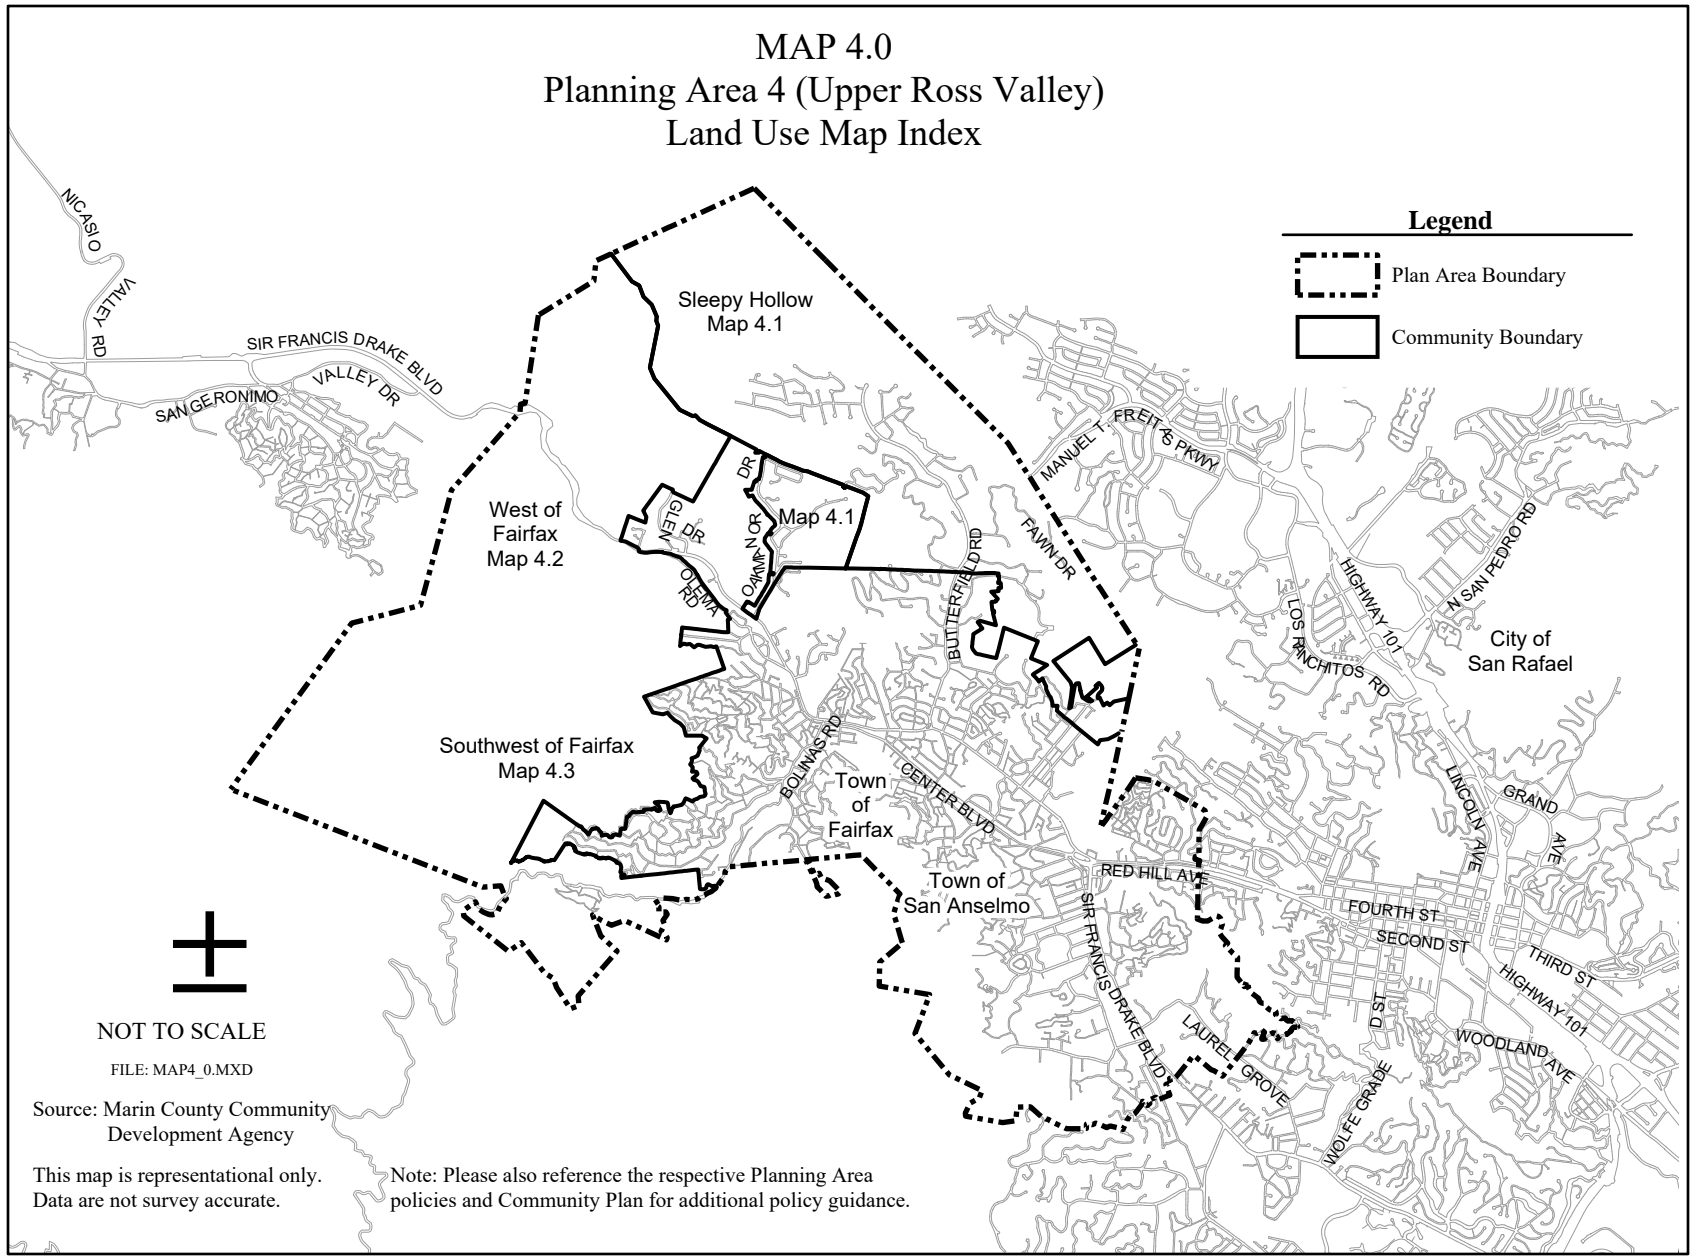 MAP 4.0
Planning Area 4 (Upper Ross Valley)
Land Use Map Index
Legend
Plan Area Boundary
Community Boundary
NICASIO
VALLEY RD
SIR FRANCIS DRAKE BLVD
VALLEY DR
SAN GERONIMO
Sleepy Hollow
Map 4.1
MANUEL T. FREITAS PKWY
West of
Fairfax
Map 4.2
GLEN
DR
DR
OAKMANOR
Map 4.1
OLEMA
RD
BUTTERFIELD RD
FAWN DR
HIGHWAY 101
N SAN PEDRO RD
LOS RANCHITOS RD
City of
San Rafael
Southwest of Fairfax
Map 4.3
BOLINAS RD
Town
of
Fairfax
CENTER BLVD
LINCOLN AVE
GRAND
AVE
Town of
San Anselmo
RED HILL AVE
FOURTH ST
SECOND ST
THIRD ST
HIGHWAY 101
SIR FRANCIS DRAKE BLVD
D ST
LAUREL
GROVE
WOODLAND AVE
WOLFE GRADE
NOT TO SCALE
FILE: MAP4_0.MXD
Source: Marin County Community
Development Agency
This map is representational only.
Data are not survey accurate.
Note: Please also reference the respective Planning Area
policies and Community Plan for additional policy guidance.